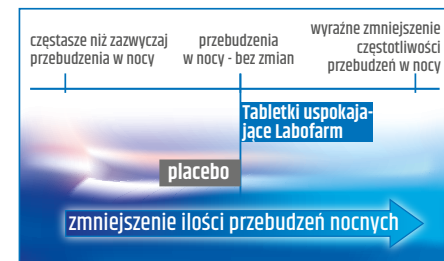 częstasze niż zazwyczaj
przebudzenia w nocy
przebudzenia
w nocy - bez zmian
wyraźne zmniejszenie
częstotliwości
przebudzeń w nocy
Tabletki uspokaja-
jące Labofarm
placebo
zmniejszenie ilości przebudzeń nocnych